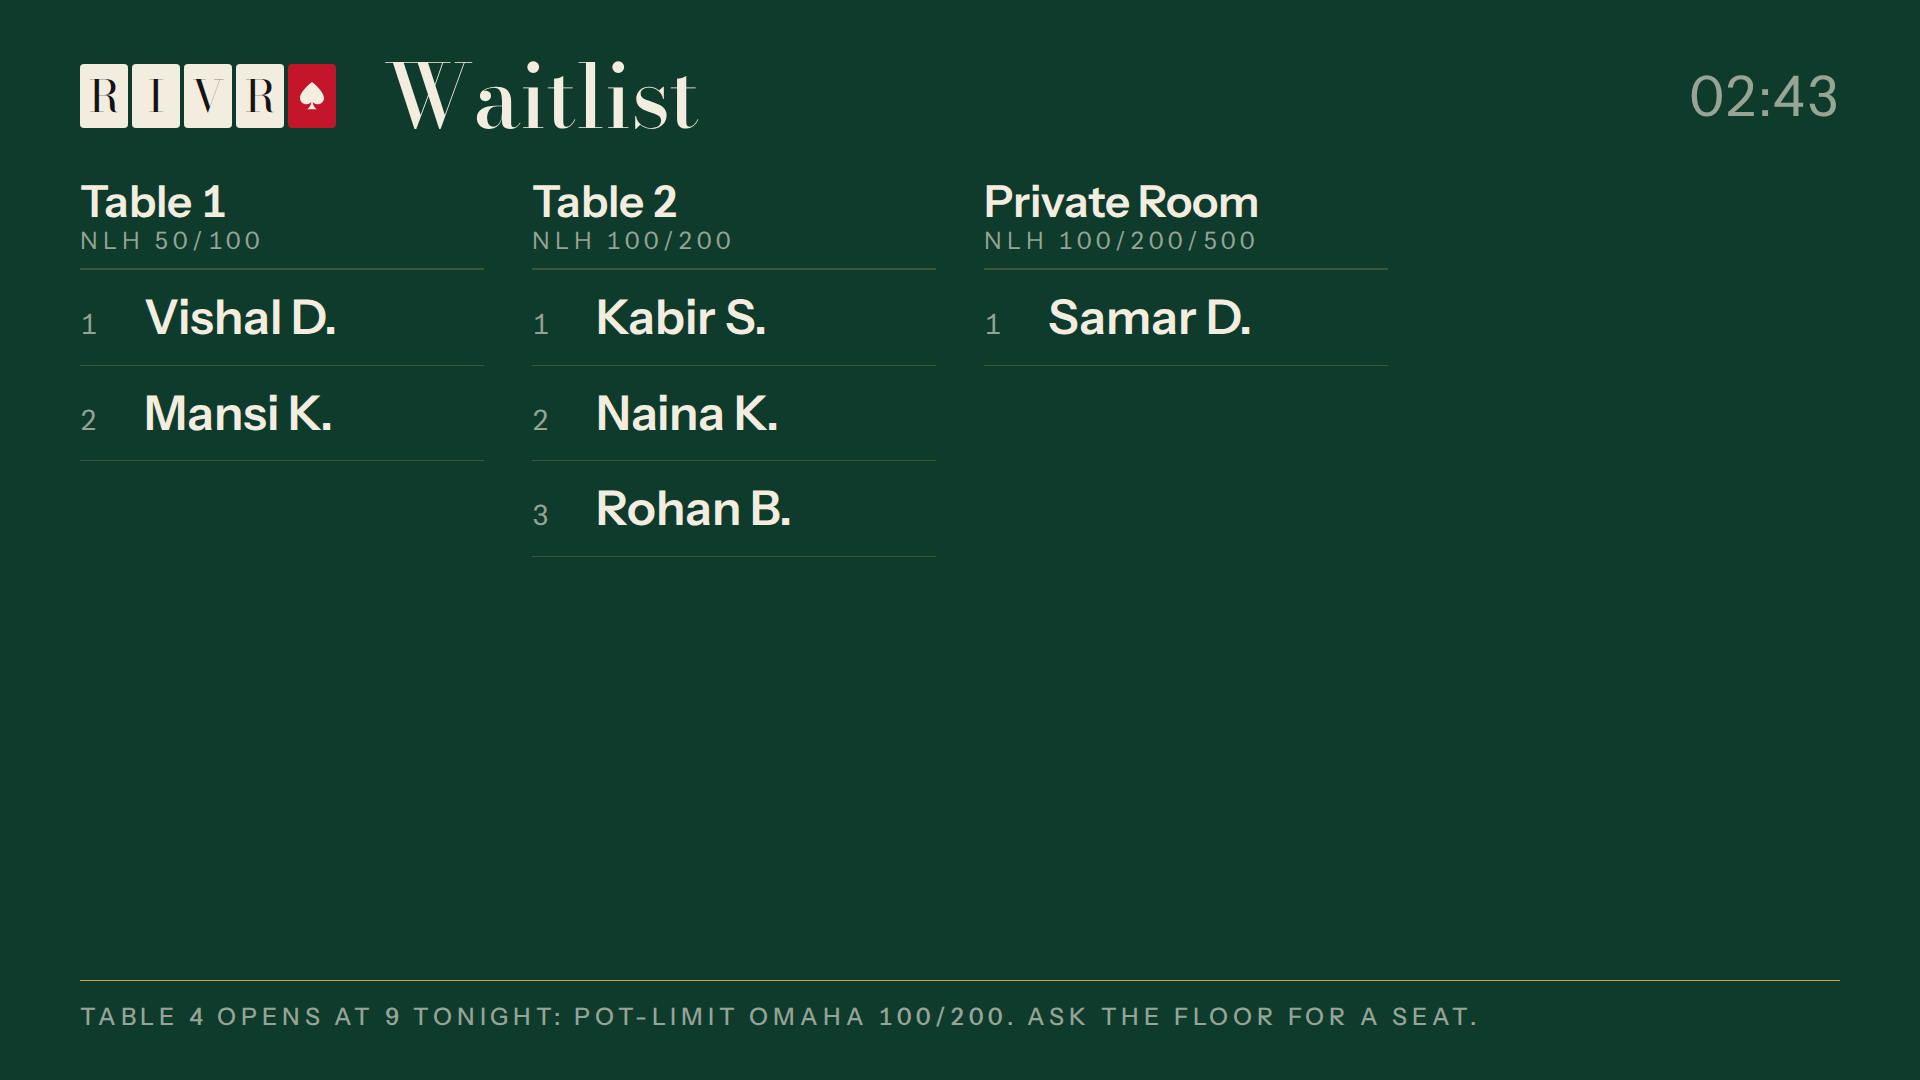 RIVR Waitlist 02:43
Table 1
NLH 50/100
1 Vishal D.
2 Mansi K.
Table 2
NLH 100/200
1 Kabir S.
2 Naina K.
3 Rohan B.
Private Room
NLH 100/200/500
1 Samar D.
TABLE 4 OPENS AT 9 TONIGHT: POT-LIMIT OMAHA 100/200. ASK THE FLOOR FOR A SEAT.